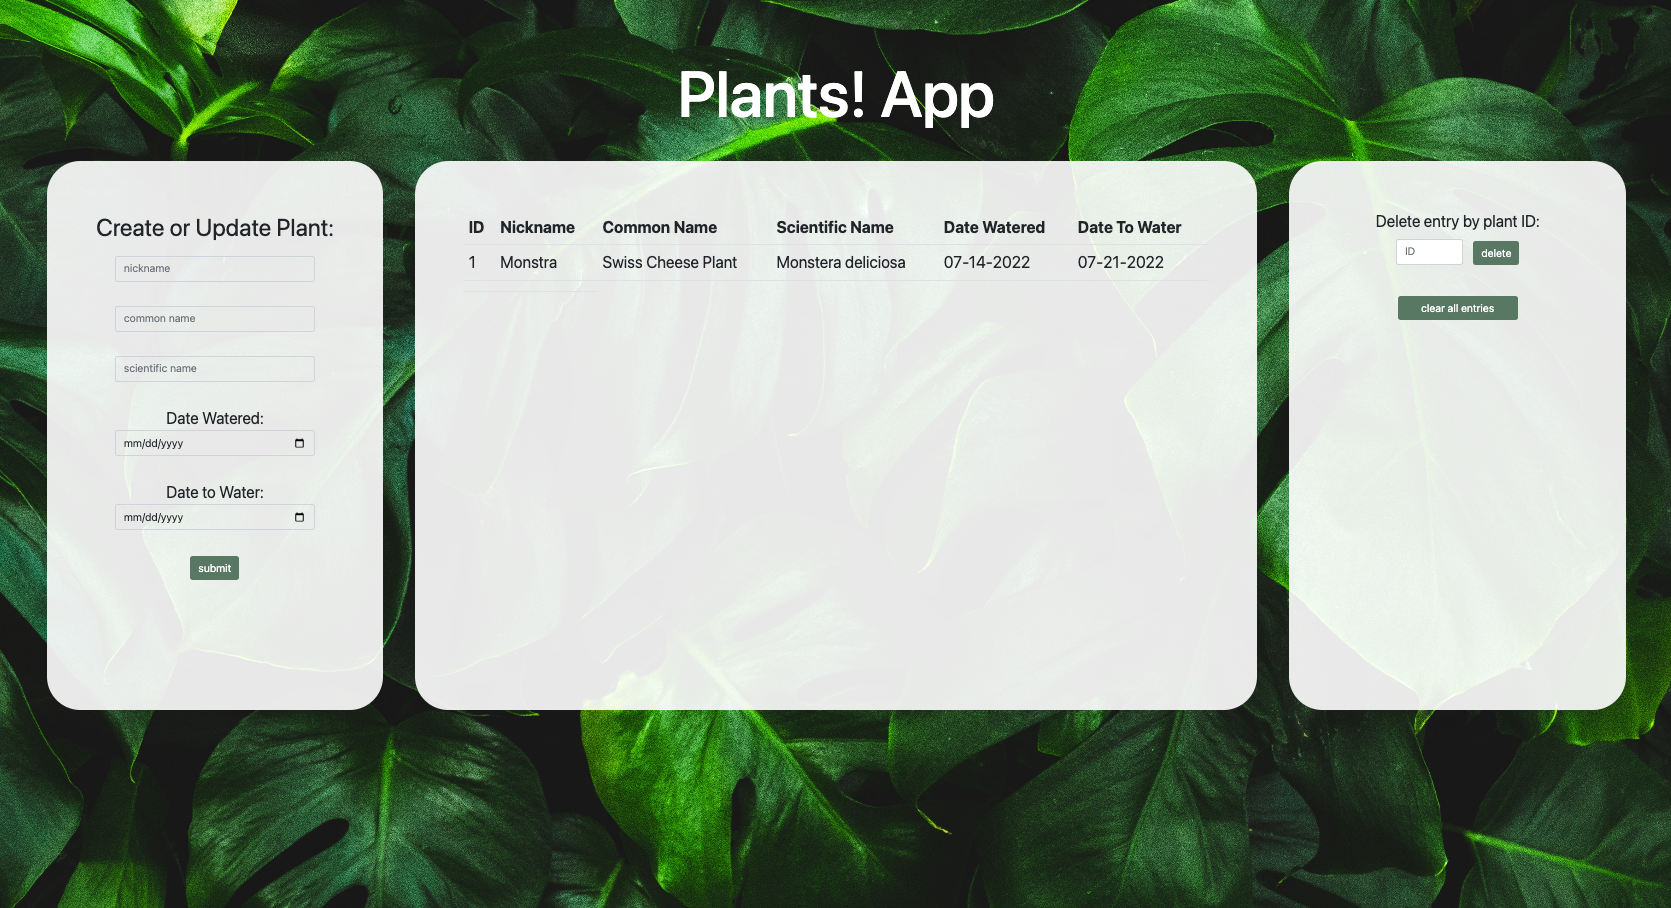 Plants! App
Create or Update Plant:
nickname
common name
scientific name
Date Watered:
mm/dd/yyyy
Date to Water:
mm/dd/yyyy
submit
ID Nickname Common Name Scientific Name Date Watered Date To Water
1 Monstra Swiss Cheese Plant Monstera deliciosa 07-14-2022 07-21-2022
Delete entry by plant ID:
ID delete
clear all entries